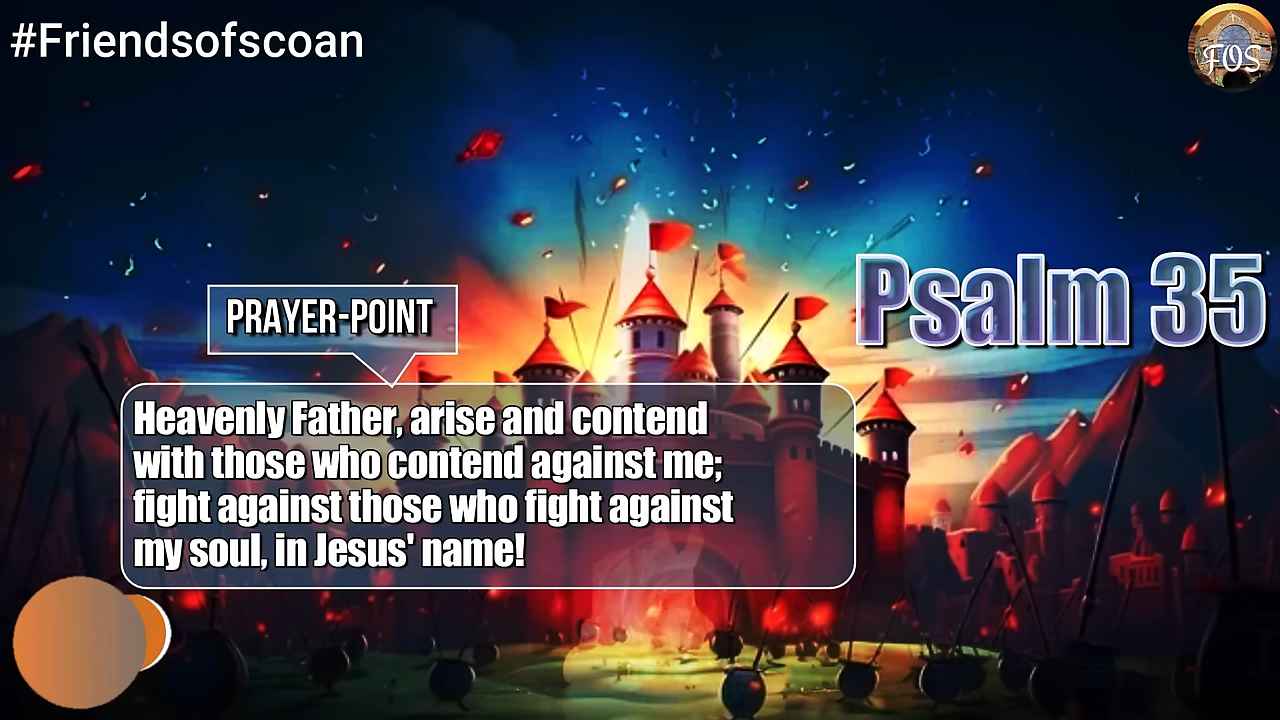 #Friendsofscoan
FOS
Psalm 35
PRAYER-POINT
Heavenly Father, arise and contend
with those who contend against me;
fight against those who fight against
my soul, in Jesus' name!